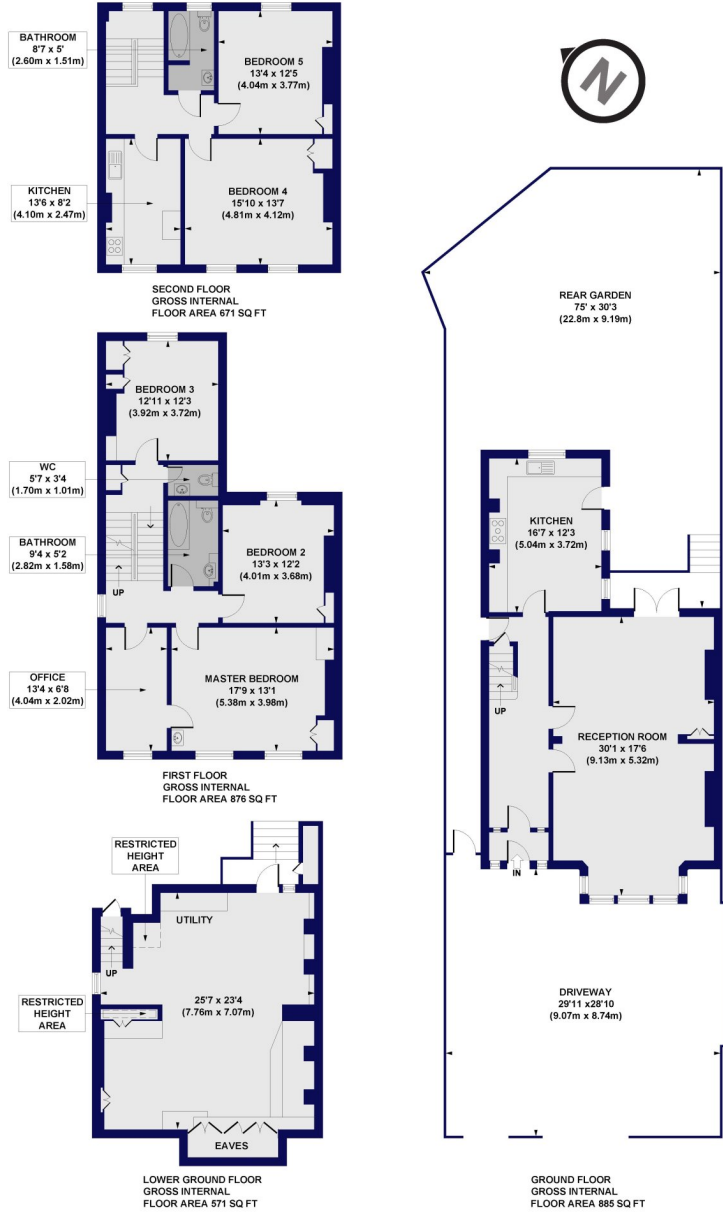 BATHROOM
8'7 x 5'
(2.60m x 1.51m)
BEDROOM 5
13'4 x 12'5
(4.04m x 3.77m)
N
KITCHEN
13'6 x 8'2
(4.10m x 2.47m)
BEDROOM 4
15'10 x 13'7
(4.81m x 4.12m)
SECOND FLOOR
GROSS INTERNAL
FLOOR AREA 671 SQ FT
BEDROOM 3
12'11 x 12'3
(3.92m x 3.72m)
WC
5'7 x 3'4
(1.70m x 1.01m)
BATHROOM
9'4 x 5'2
(2.82m x 1.58m)
BEDROOM 2
13'3 x 12'2
(4.01m x 3.68m)
UP
OFFICE
13'4 x 6'8
(4.04m x 2.02m)
MASTER BEDROOM
17'9 x 13'1
(5.38m x 3.98m)
FIRST FLOOR
GROSS INTERNAL
FLOOR AREA 876 SQ FT
RESTRICTED
HEIGHT
AREA
UTILITY
UP
25'7 x 23'4
(7.76m x 7.07m)
RESTRICTED
HEIGHT
AREA
EAVES
LOWER GROUND FLOOR
GROSS INTERNAL
FLOOR AREA 571 SQ FT
REAR GARDEN
75' x 30'3
(22.8m x 9.19m)
KITCHEN
16'7 x 12'3
(5.04m x 3.72m)
UP
RECEPTION ROOM
30'1 x 17'6
(9.13m x 5.32m)
IN
DRIVEWAY
29'11 x28'10
(9.07m x 8.74m)
GROUND FLOOR
GROSS INTERNAL
FLOOR AREA 885 SQ FT